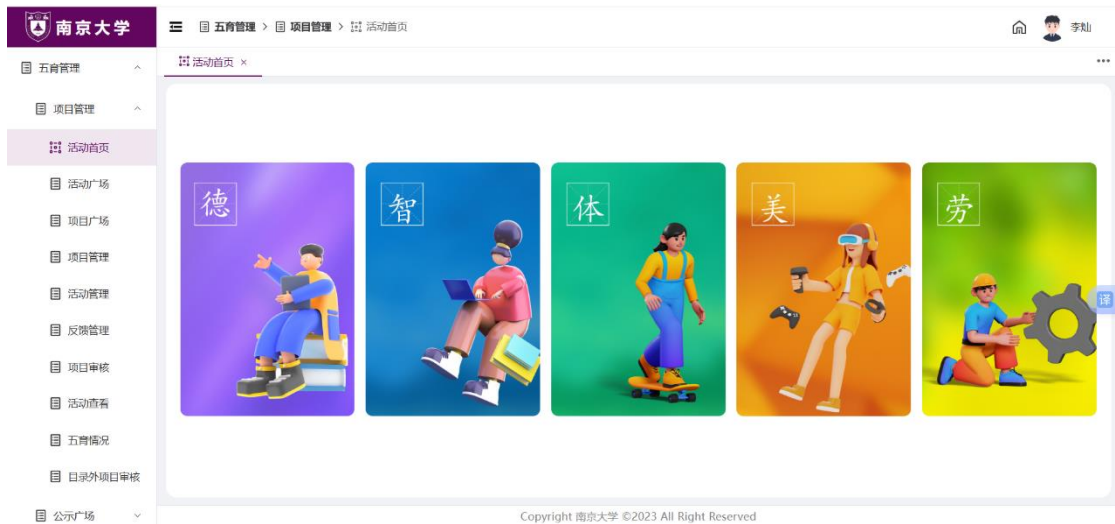 南京大学
五育管理 > 项目管理 > 活动首页
李灿
五育管理
项目管理
活动首页
活动广场
项目广场
项目管理
活动管理
反馈管理
项目审核
活动查看
五育情况
目录外项目审核
公示广场
活动首页 ×
德
智
体
美
劳
译
Copyright 南京大学 ©2023 All Right Reserved